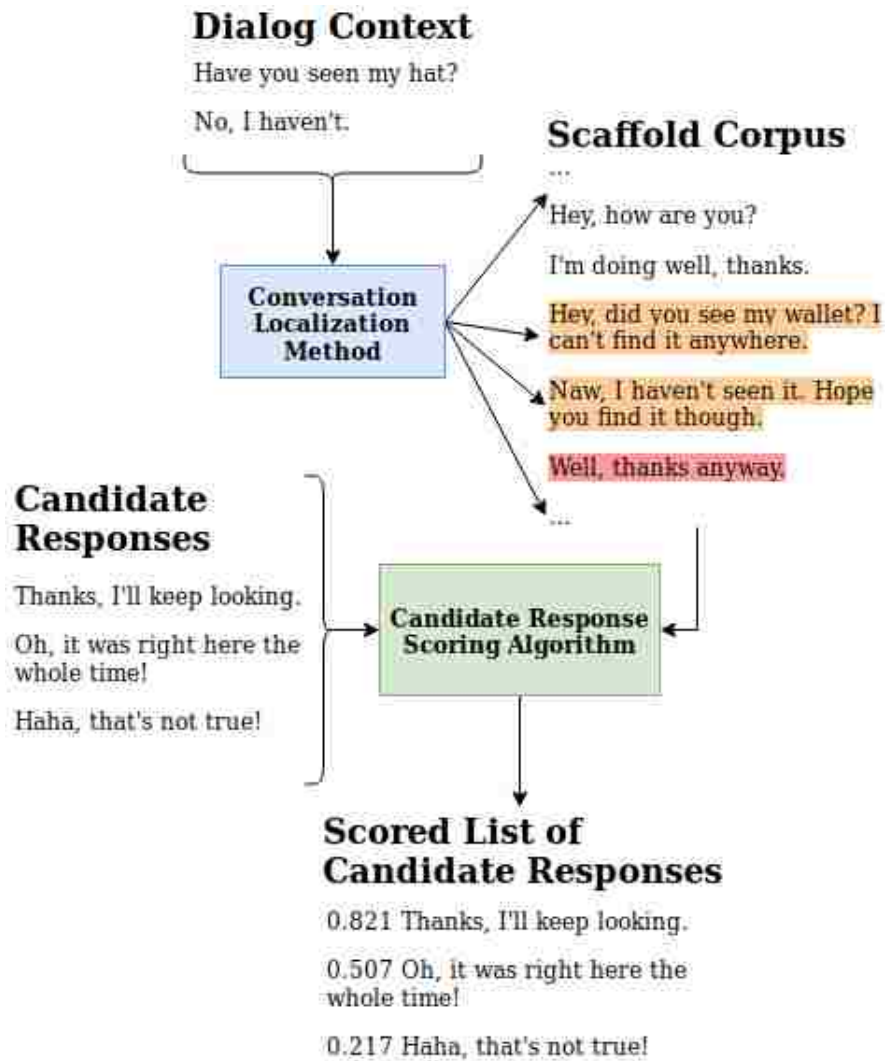 Dialog Context
Have you seen my hat?
No, I haven't.
Scaffold Corpus
...
Hey, how are you?
I'm doing well, thanks.
Hey, did you see my wallet? I
can't find it anywhere.
Naw, I haven't seen it. Hope
you find it though.
Well, thanks anyway.
...
Conversation
Localization
Method
Candidate
Responses
Thanks, I'll keep looking.
Oh, it was right here the
whole time!
Haha, that's not true!
Candidate Response
Scoring Algorithm
Scored List of
Candidate Responses
0.821 Thanks, I'll keep looking.
0.507 Oh, it was right here the
whole time!
0.217 Haha, that's not true!